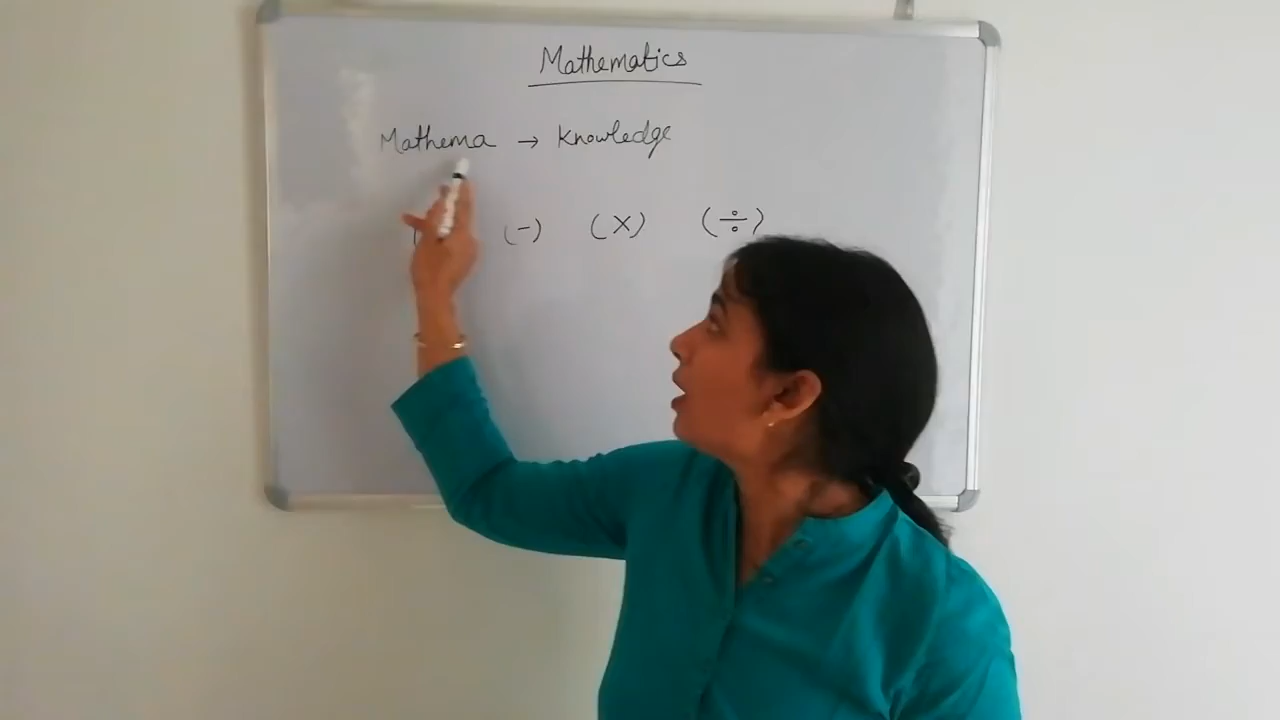 Mathematics
Mathema → Knowledge
(-) (×) (÷)